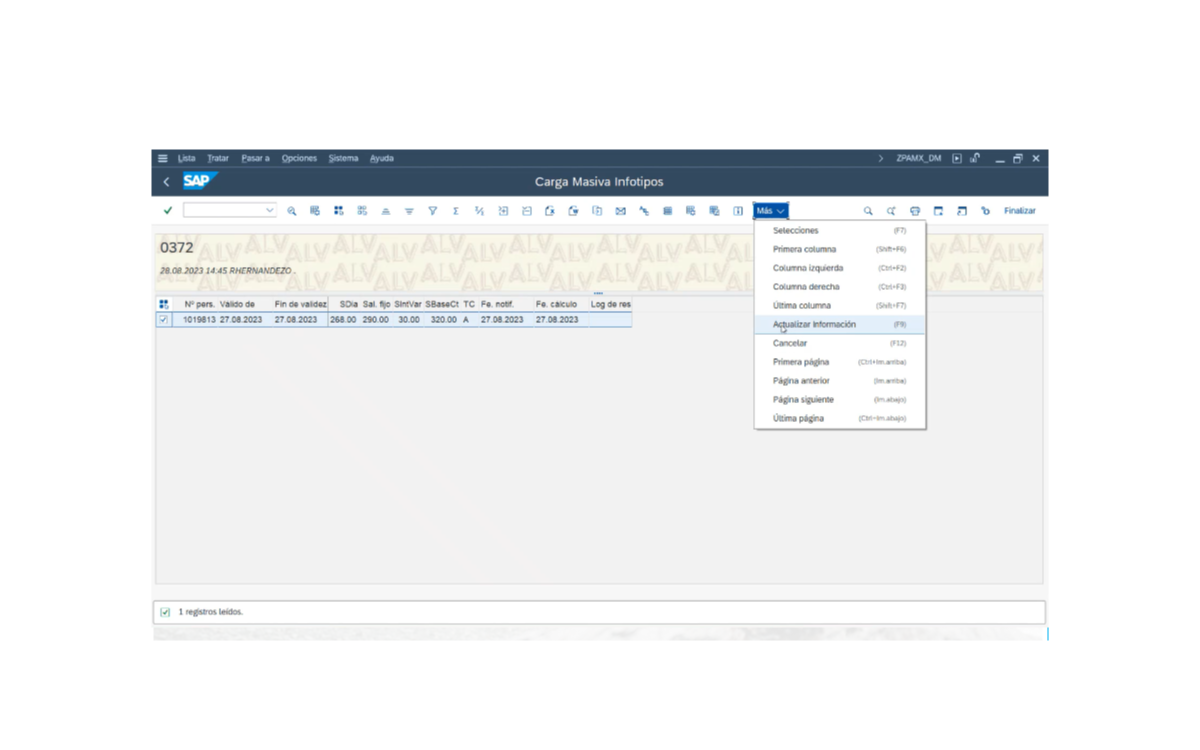 Lista Tratar Pasar a Opciones Sistema Ayuda ZPAMX_DM
SAP Carga Masiva Infotipos
Más Finalizar
Selecciones (F7)
Primera columna (Shift+F6)
Columna izquierda (Ctrl+F2)
Columna derecha (Ctrl+F3)
Última columna (Shift+F7)
Actualizar Información (F9)
Cancelar (F12)
Primera página (Ctrl+Im.arriba)
Página anterior (Im.arriba)
Página siguiente (Im.abajo)
Última página (Ctrl+Im.abajo)
0372
28.08.2023 14:45 RHERNANDEZO .
Nº pers. Válido de Fin de validez SDia Sal. fijo SIntVar SBaseCt TC Fe. notif. Fe. cálculo Log de res
1019813 27.08.2023 27.08.2023 268.00 290.00 30.00 320.00 A 27.08.2023 27.08.2023
1 registros leídos.